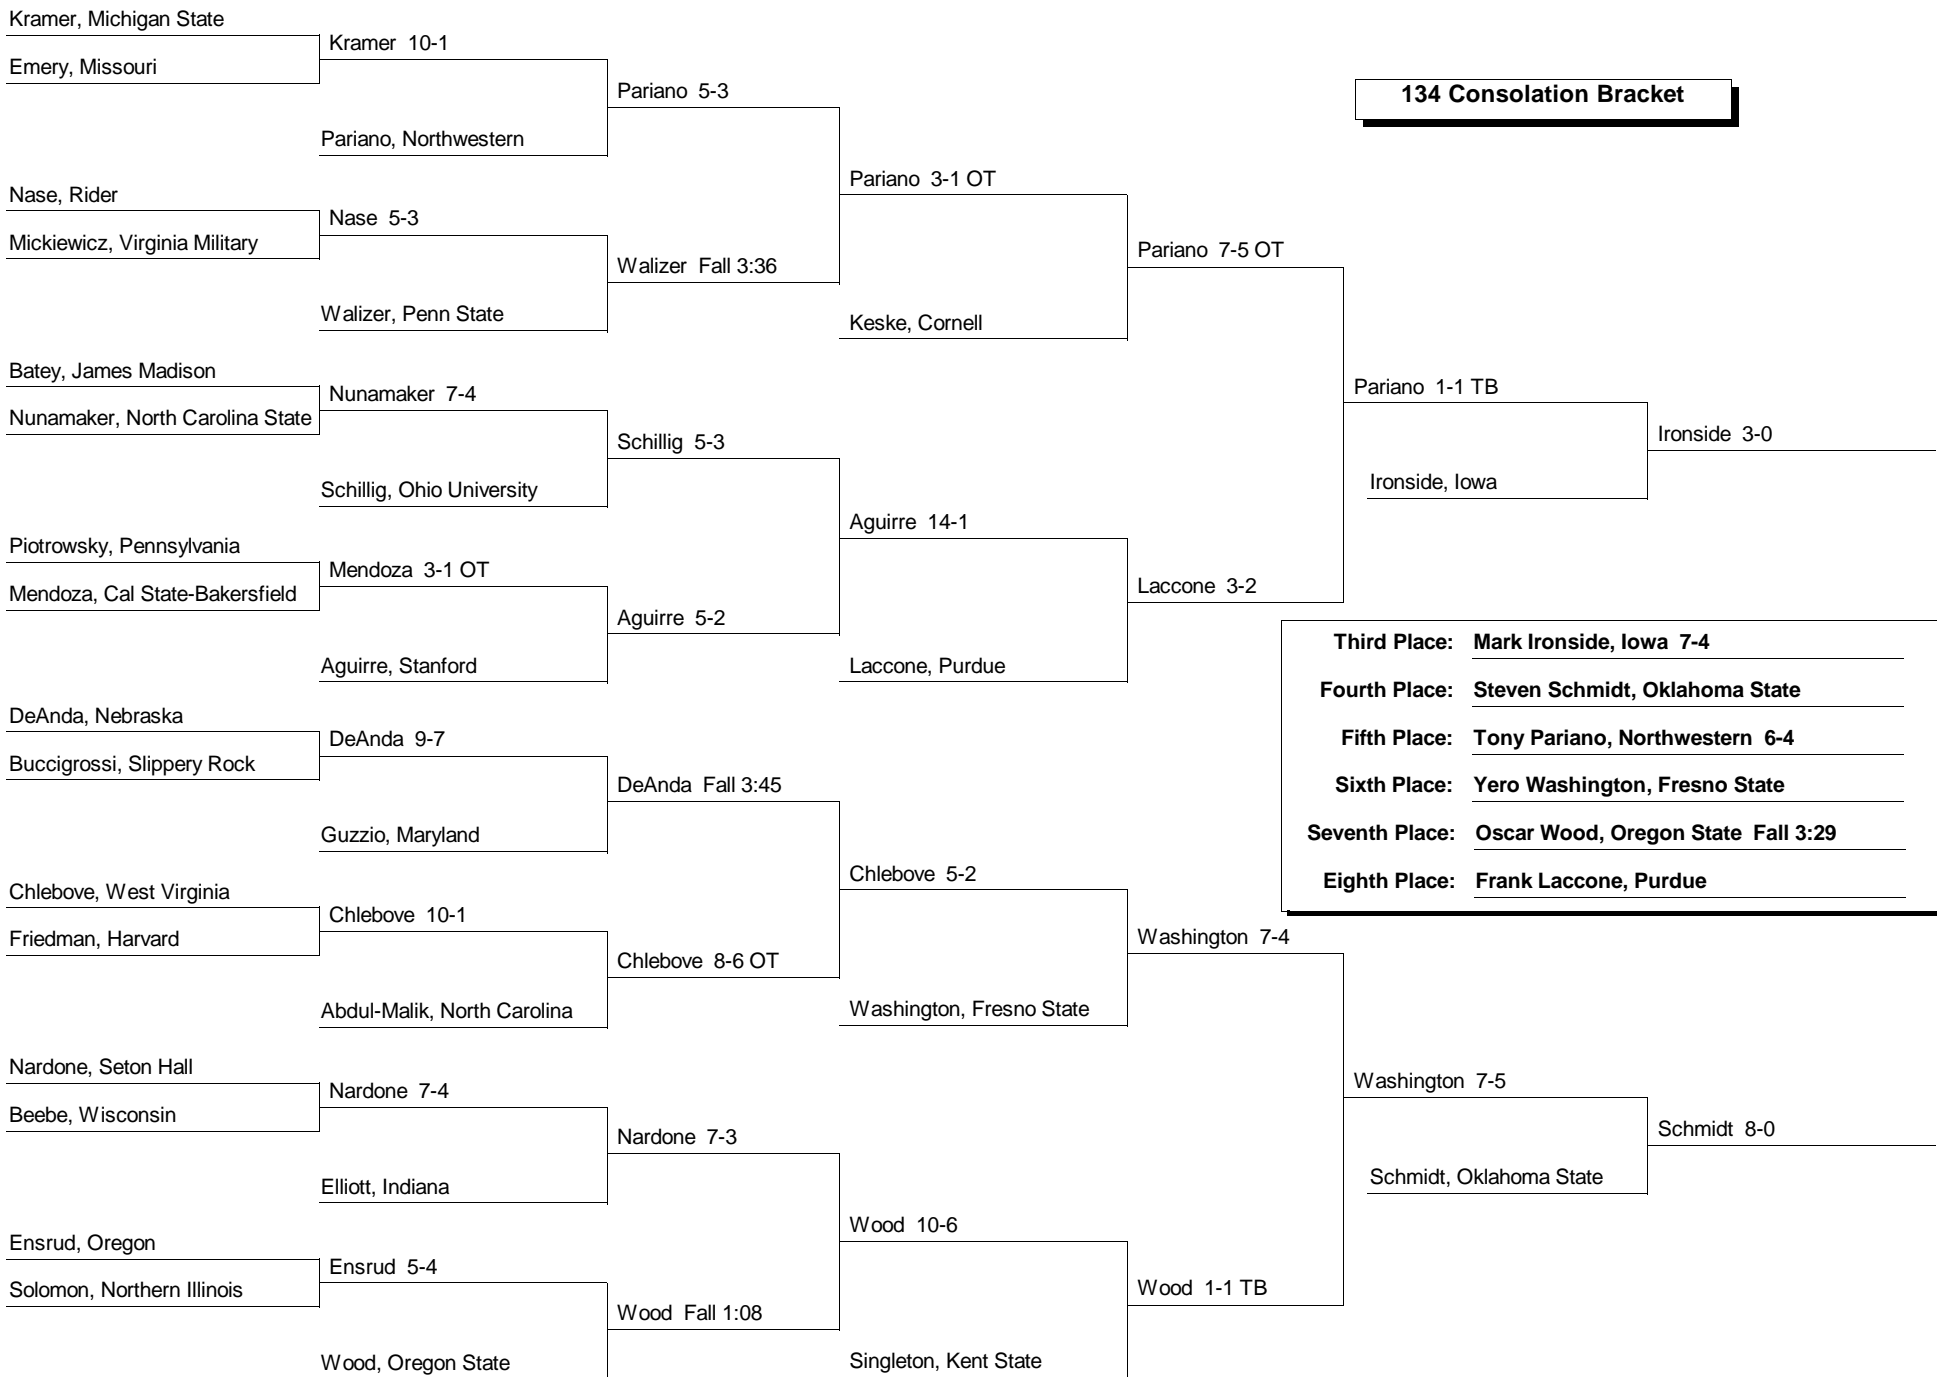 Kramer, Michigan State
Emery, Missouri
Kramer 10-1
Pariano, Northwestern
Pariano 5-3
Nase, Rider
Mickiewicz, Virginia Military
Nase 5-3
Walizer, Penn State
Walizer Fall 3:36
Pariano 3-1 OT
Keske, Cornell
Pariano 7-5 OT
Batey, James Madison
Nunamaker, North Carolina State
Nunamaker 7-4
Schillig, Ohio University
Schillig 5-3
Piotrowsky, Pennsylvania
Mendoza, Cal State-Bakersfield
Mendoza 3-1 OT
Aguirre, Stanford
Aguirre 5-2
Aguirre 14-1
Laccone, Purdue
Laccone 3-2
Pariano 1-1 TB
Ironside, Iowa
Ironside 3-0
DeAnda, Nebraska
Buccigrossi, Slippery Rock
DeAnda 9-7
Guzzio, Maryland
DeAnda Fall 3:45
Chlebove, West Virginia
Friedman, Harvard
Chlebove 10-1
Abdul-Malik, North Carolina
Chlebove 8-6 OT
Chlebove 5-2
Washington, Fresno State
Washington 7-4
Nardone, Seton Hall
Beebe, Wisconsin
Nardone 7-4
Elliott, Indiana
Nardone 7-3
Ensrud, Oregon
Solomon, Northern Illinois
Ensrud 5-4
Wood, Oregon State
Wood Fall 1:08
Wood 10-6
Singleton, Kent State
Wood 1-1 TB
Washington 7-5
Schmidt, Oklahoma State
Schmidt 8-0
134 Consolation Bracket
Third Place: Mark Ironside, Iowa 7-4
Fourth Place: Steven Schmidt, Oklahoma State
Fifth Place: Tony Pariano, Northwestern 6-4
Sixth Place: Yero Washington, Fresno State
Seventh Place: Oscar Wood, Oregon State Fall 3:29
Eighth Place: Frank Laccone, Purdue